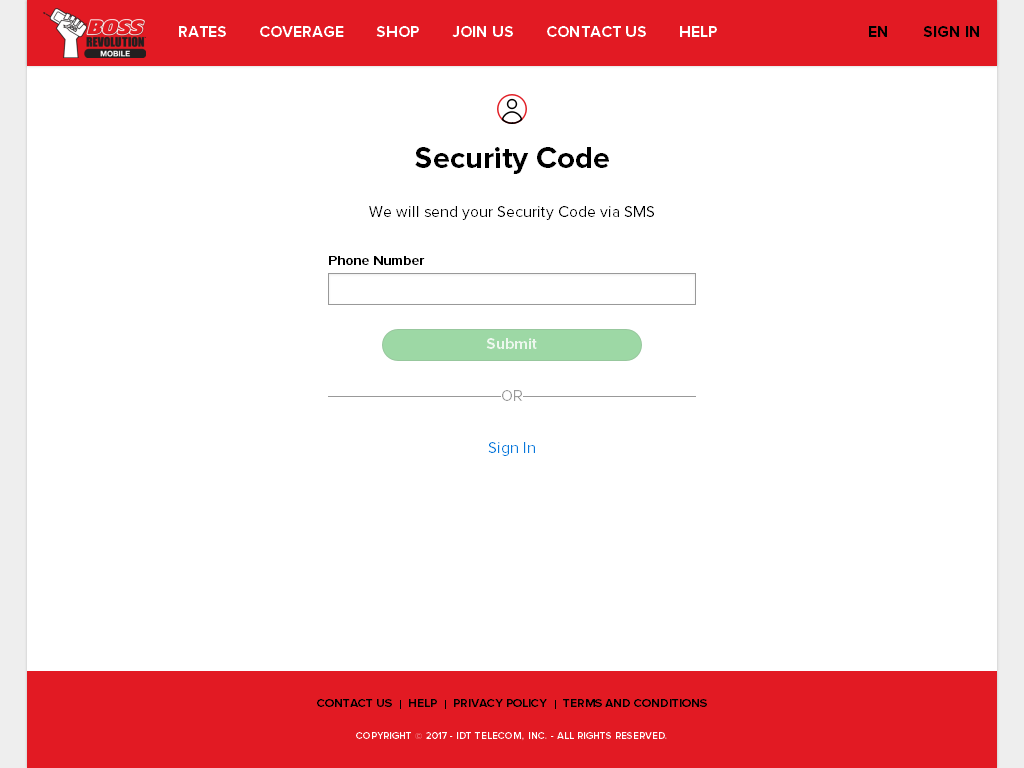 BOSS
REVOLUTION
MOBILE
RATES COVERAGE SHOP JOIN US CONTACT US HELP EN SIGN IN
Security Code
We will send your Security Code via SMS
Phone Number
Submit
OR
Sign In
CONTACT US | HELP | PRIVACY POLICY | TERMS AND CONDITIONS
COPYRIGHT © 2017 - IDT TELECOM, INC. - ALL RIGHTS RESERVED.